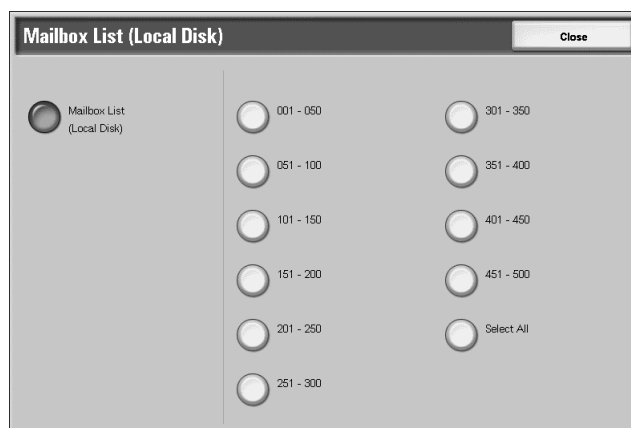 Mailbox List (Local Disk)
Close
Mailbox List
(Local Disk)
001 - 050
051 - 100
101 - 150
151 - 200
201 - 250
251 - 300
301 - 350
351 - 400
401 - 450
451 - 500
Select All